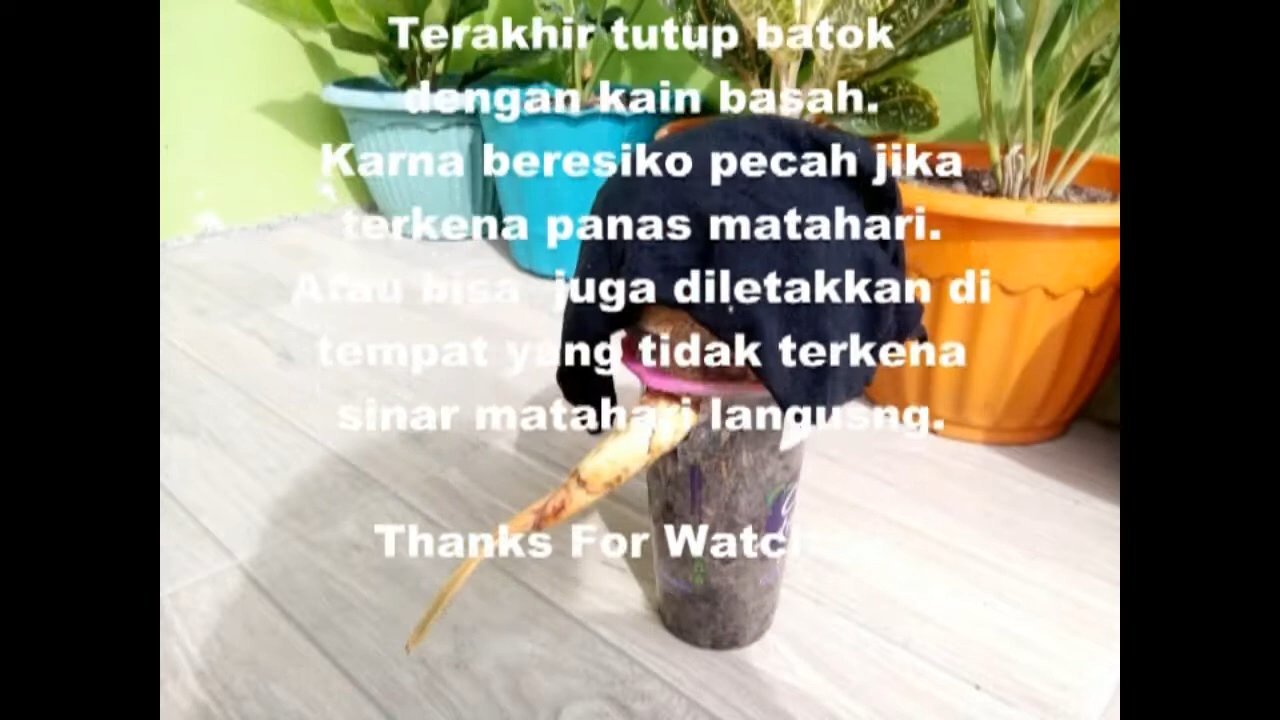 Terakhir tutup batok
dengan kain basah.
Karna beresiko pecah jika
terkena panas matahari.
Atau bisa juga diletakkan di
tempat yang tidak terkena
sinar matahari langusng.
Thanks For